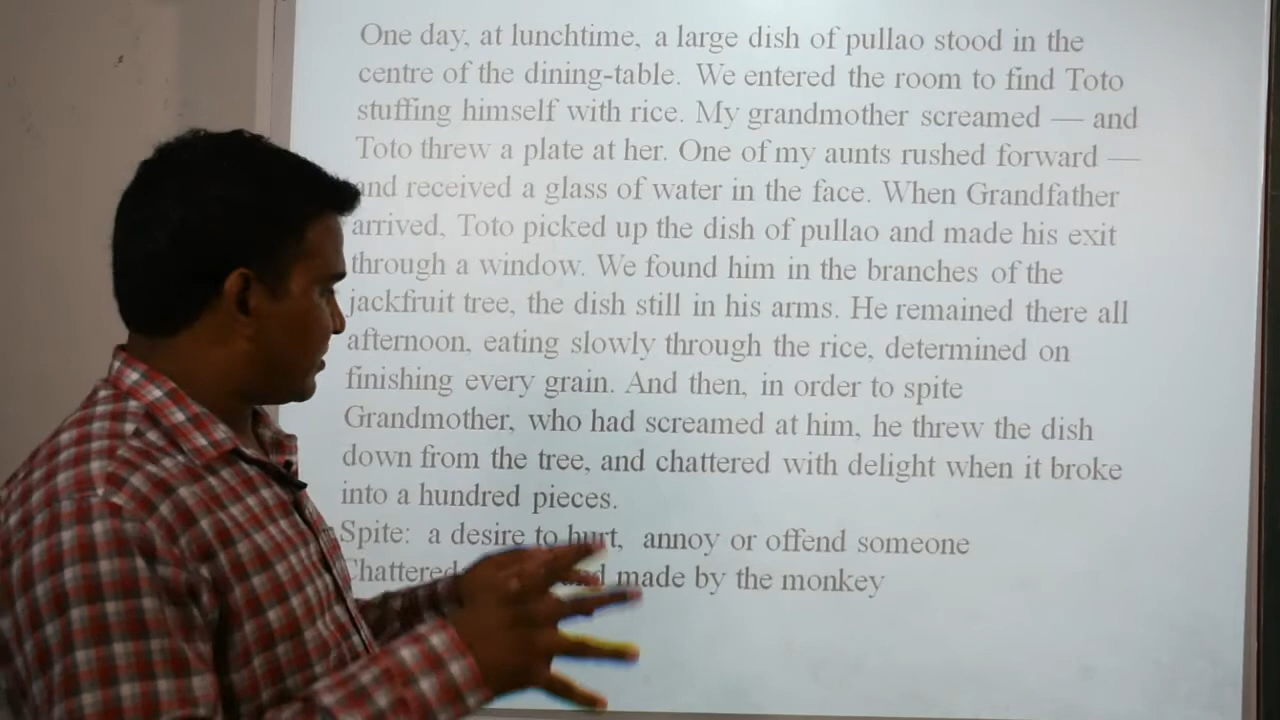 One day, at lunchtime, a large dish of pullao stood in the
centre of the dining-table. We entered the room to find Toto
stuffing himself with rice. My grandmother screamed — and
Toto threw a plate at her. One of my aunts rushed forward —
and received a glass of water in the face. When Grandfather
arrived, Toto picked up the dish of pullao and made his exit
through a window. We found him in the branches of the
jackfruit tree, the dish still in his arms. He remained there all
afternoon, eating slowly through the rice, determined on
finishing every grain. And then, in order to spite
Grandmother, who had screamed at him, he threw the dish
down from the tree, and chattered with delight when it broke
into a hundred pieces.
Spite: a desire to hurt, annoy or offend someone
Chattered made by the monkey